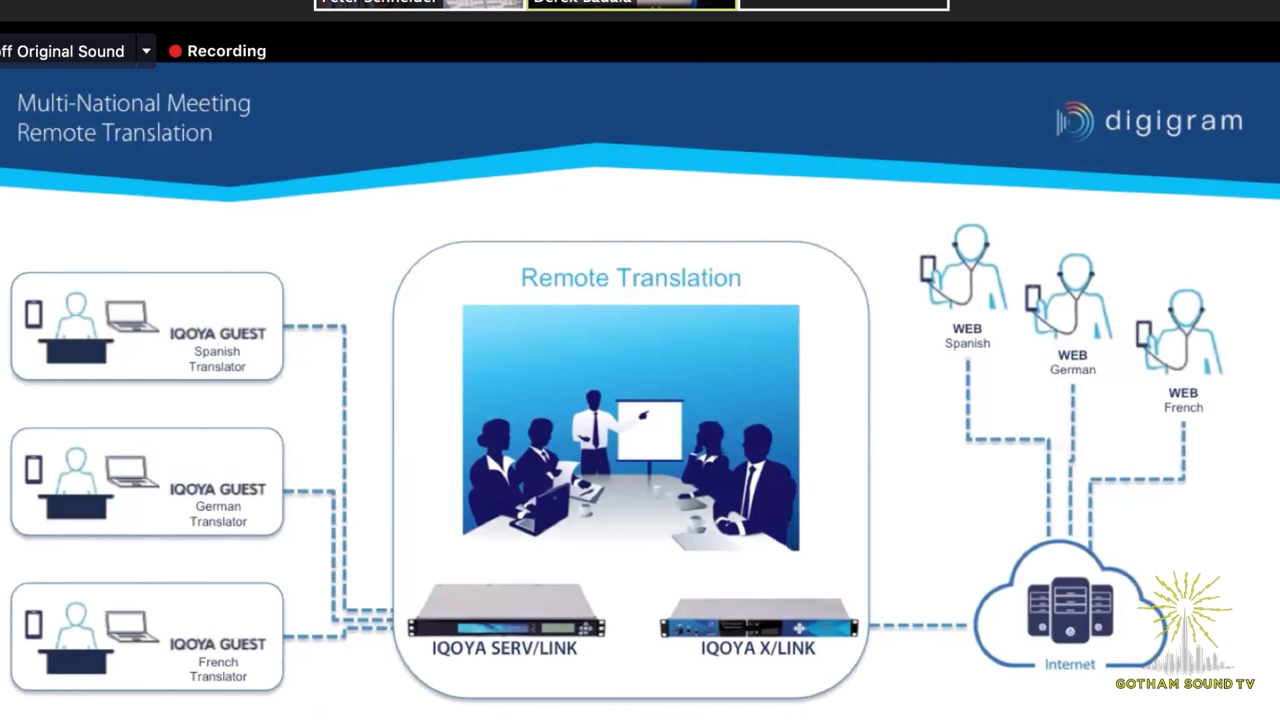 off Original Sound
Recording
Multi-National Meeting
Remote Translation
digigram
Remote Translation
IQOYA GUEST
Spanish
Translator
IQOYA GUEST
German
Translator
IQOYA GUEST
French
Translator
IQOYA SERV/LINK
IQOYA X/LINK
WEB
Spanish
WEB
German
WEB
French
Internet
GOTHAM SOUND TV